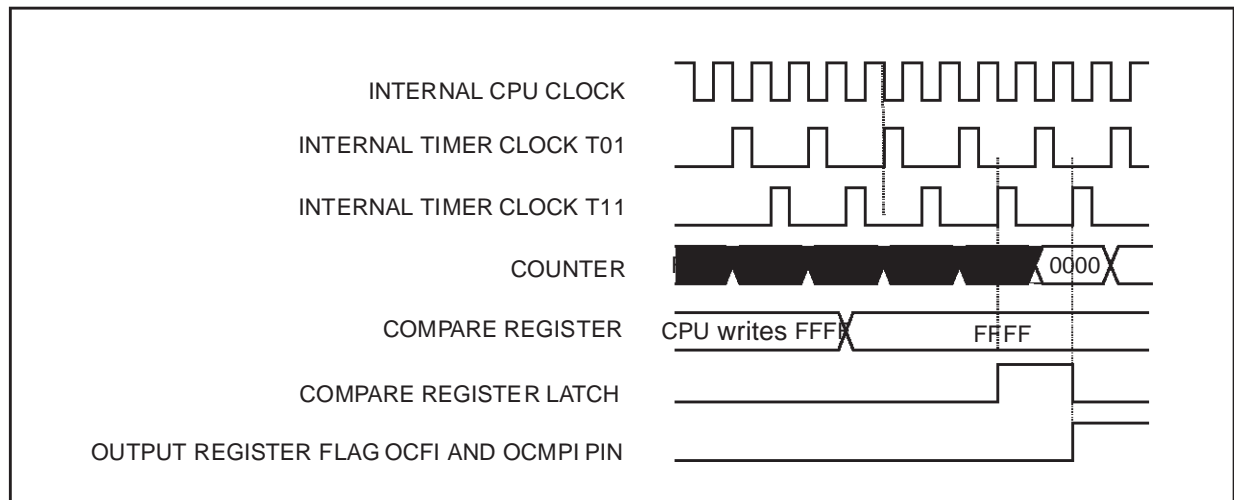 INTERNAL CPU CLOCK
INTERNAL TIMER CLOCK T01
INTERNAL TIMER CLOCK T11
COUNTER
0000
COMPARE REGISTER
CPU writes FFFF
FFFF
COMPARE REGISTER LATCH
OUTPUT REGISTER FLAG OCFI AND OCMPI PIN